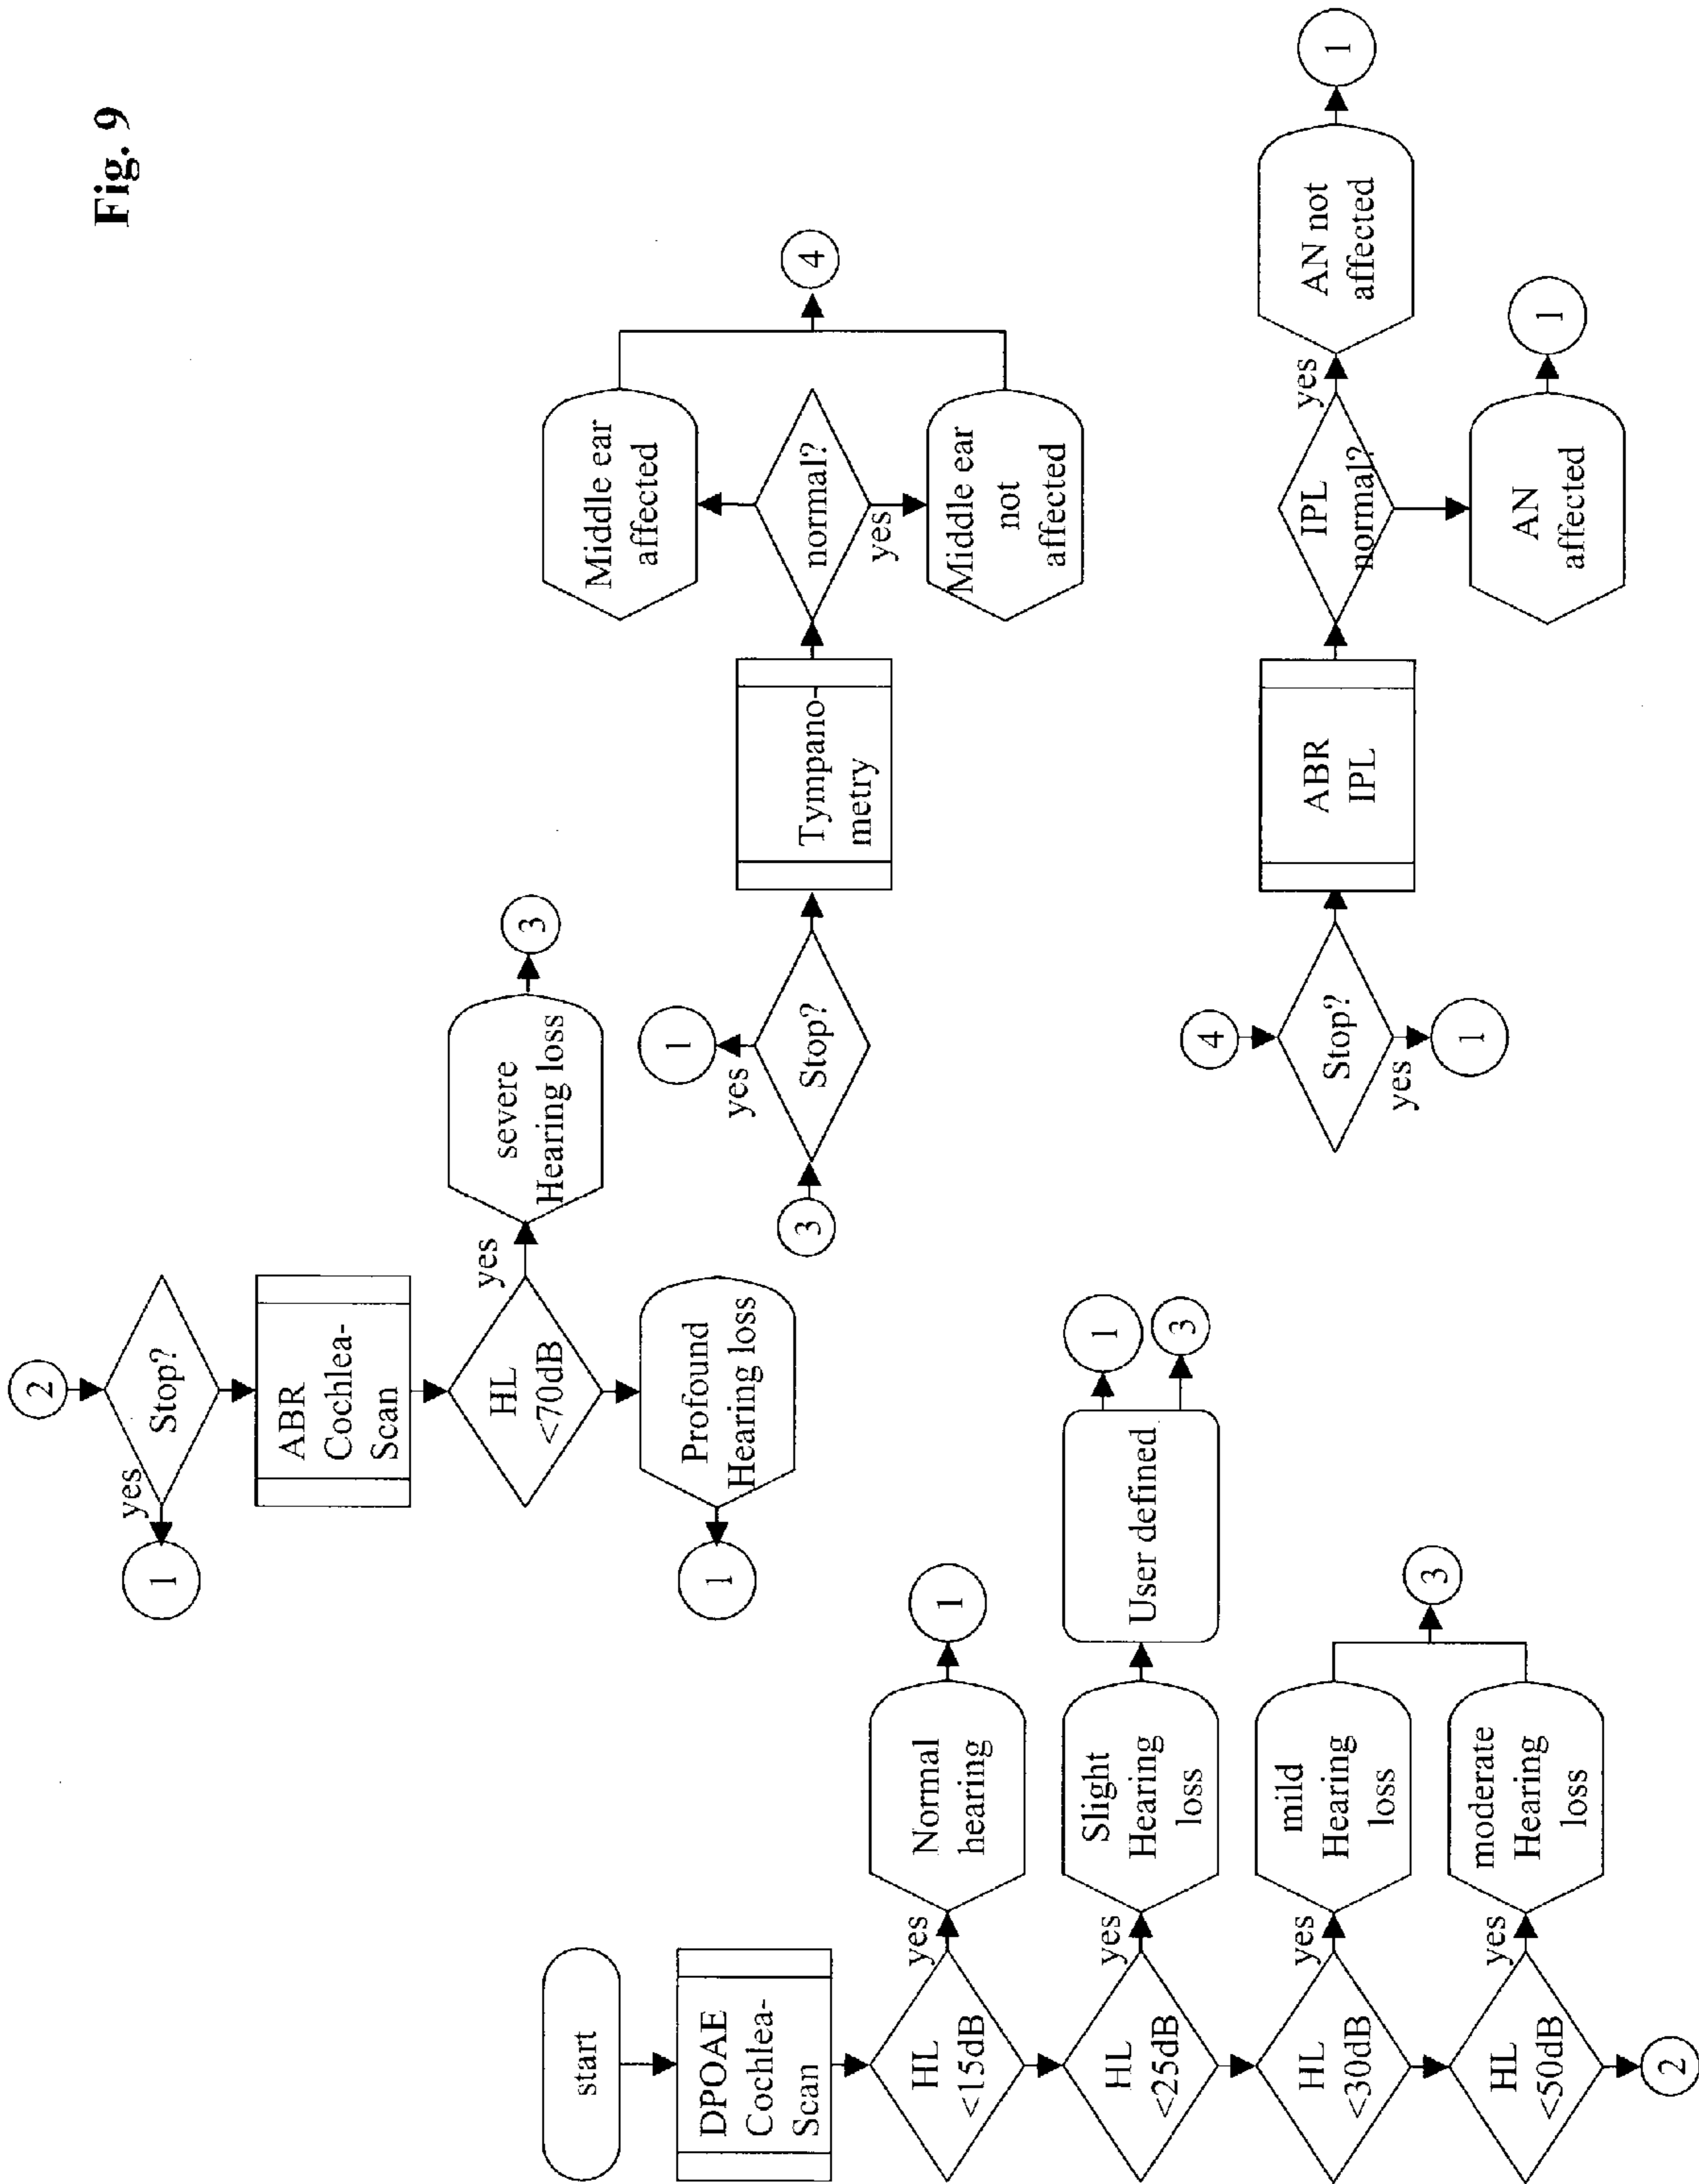 Fig. 9
start
DPOAE
Cochlea-
Scan
HL
<15dB
yes
Normal
hearing
1
HL
<25dB
yes
Slight
Hearing
loss
User defined
1
3
HL
<30dB
yes
mild
Hearing
loss
HL
<50dB
yes
moderate
Hearing
loss
3
2
2
Stop?
yes
1
ABR
Cochlea-
Scan
HL
<70dB
yes
severe
Hearing loss
3
Profound
Hearing loss
1
3
Stop?
yes
1
Tympano-
metry
normal?
yes
Middle ear
affected
Middle ear
not
affected
4
4
Stop?
yes
1
ABR
IPL
IPL
normal?
yes
AN not
affected
1
AN
affected
1